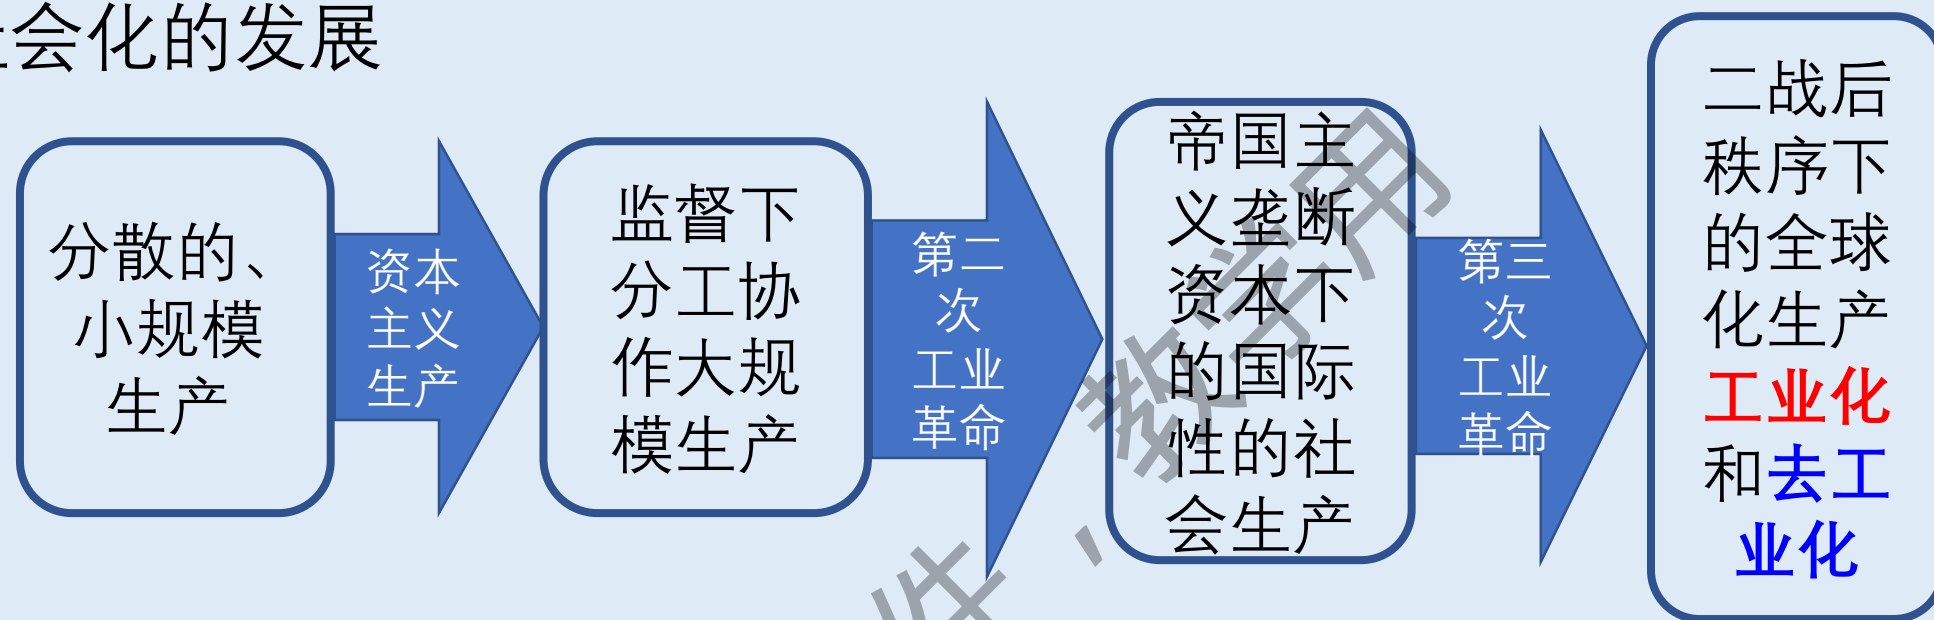 会化的发展
分散的、
小规模
生产
资本
主义
生产
监督下
分工协
作大规
模生产
第二
次
工业
革命
帝国主
义垄断
资本下
的国际
性的社
会生产
第三
次
工业
革命
二战后
秩序下
的全球
化生产
工业化
和去工
业化
件，教学用